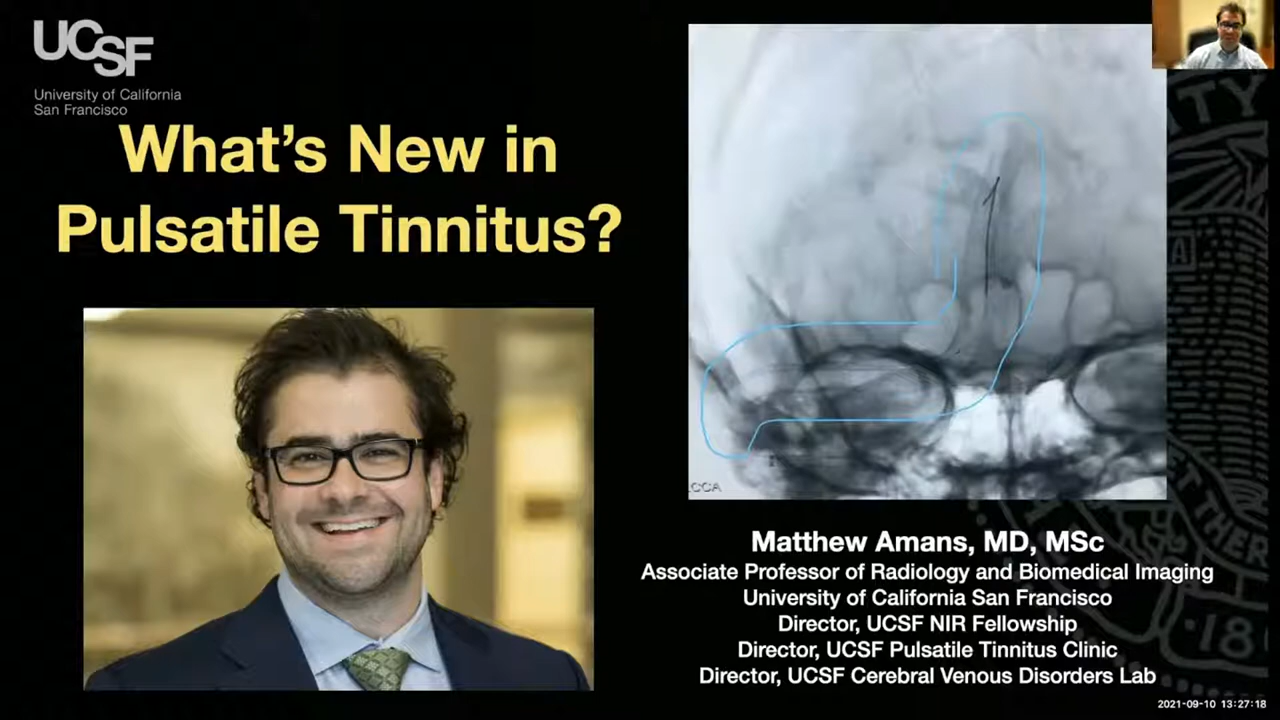 UCSF
University of California
San Francisco
What's New in
Pulsatile Tinnitus?
CCA
Matthew Amans, MD, MSc
Associate Professor of Radiology and Biomedical Imaging
University of California San Francisco
Director, UCSF NIR Fellowship
Director, UCSF Pulsatile Tinnitus Clinic
Director, UCSF Cerebral Venous Disorders Lab
2021-09-10 13:27:18